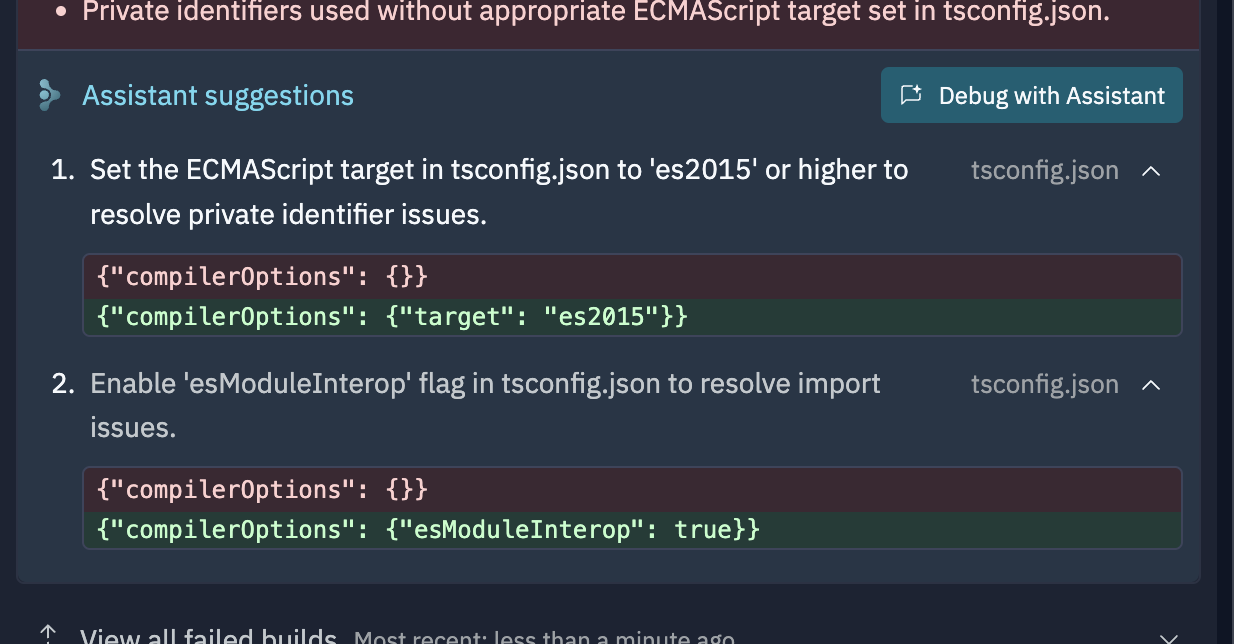 • Private identifiers used without appropriate ECMAScript target set in tsconfig.json.
Assistant suggestions
Debug with Assistant
1. Set the ECMAScript target in tsconfig.json to 'es2015' or higher to
tsconfig.json
resolve private identifier issues.
{"compilerOptions": {}}
{"compilerOptions": {"target": "es2015"}}
2. Enable 'esModuleInterop' flag in tsconfig.json to resolve import
tsconfig.json
issues.
{"compilerOptions": {}}
{"compilerOptions": {"esModuleInterop": true}}
View all failed builds Most recent: less than a minute ago